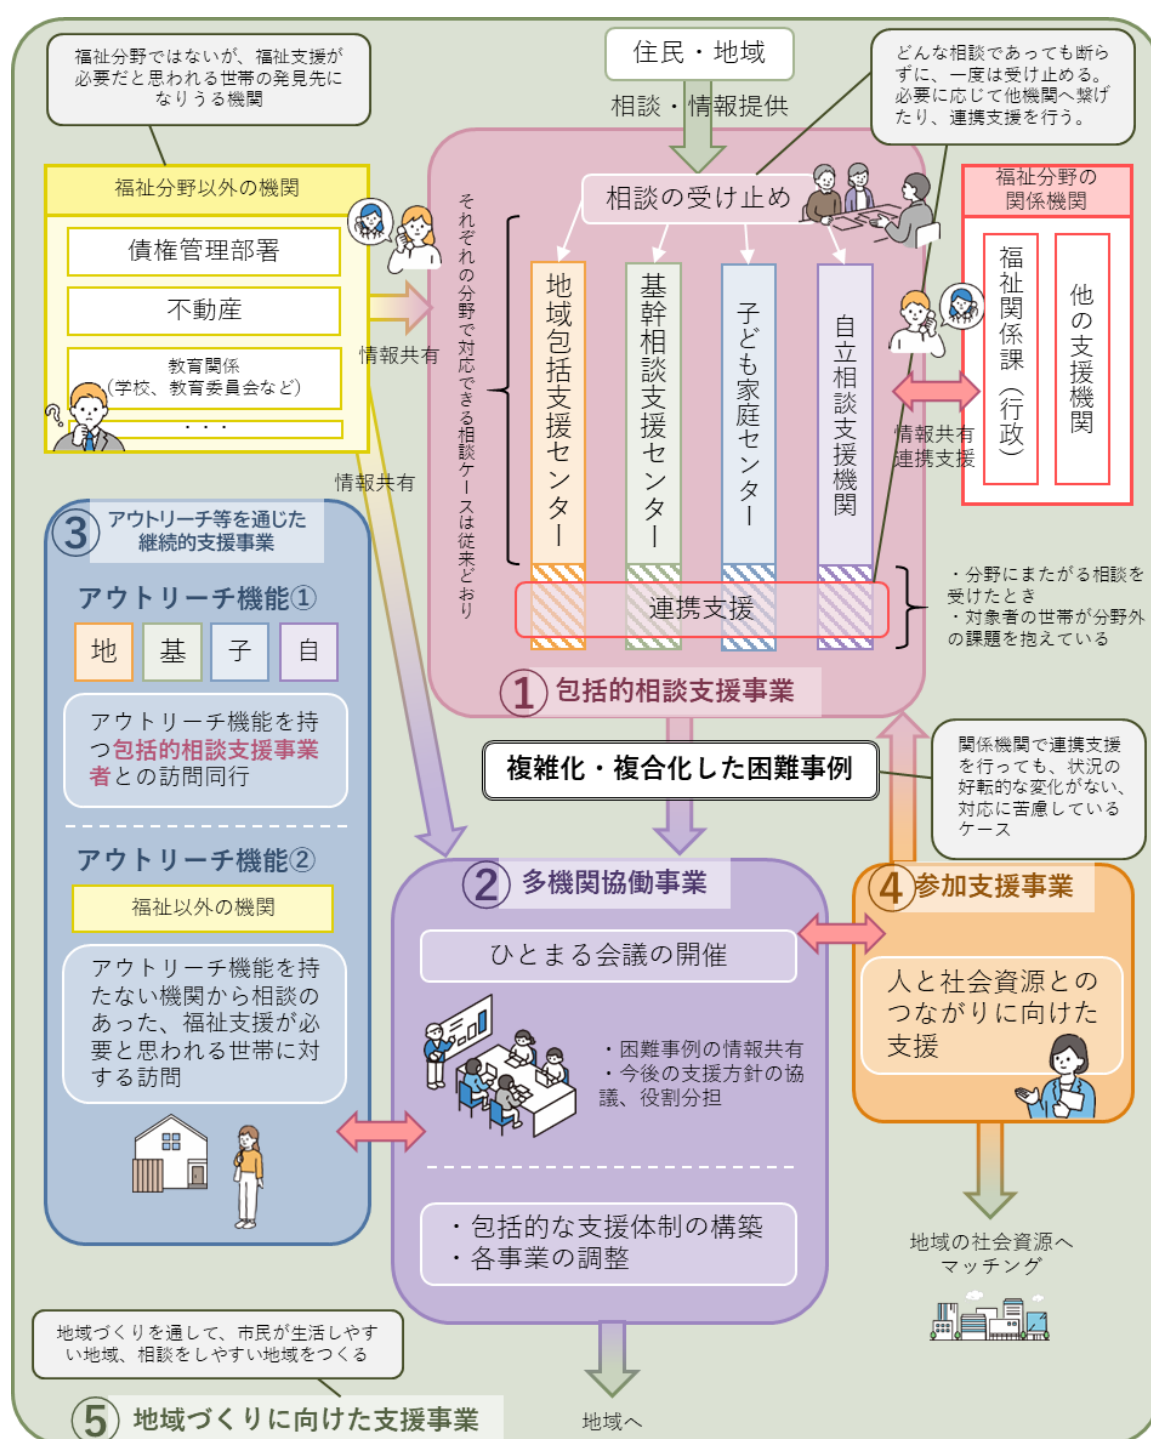 福祉分野ではないが、福祉支援が
必要だと思われる世帯の発見先に
なりうる機関
住民・地域
相談・情報提供
どんな相談であっても断ら
ずに、一度は受け止める。
必要に応じて他機関へ繋げ
たり、連携支援を行う。
福祉分野以外の機関
債権管理部署
不動産
教育関係
(学校、教育委員会など)
・・・
情報共有
情報共有
それぞれの分野で対応できる相談ケースは従来どおり
相談の受け止め
地域包括支援センター
基幹相談支援センター
子ども家庭センター
自立相談支援機関
連携支援
福祉分野の
関係機関
福祉関係課（行政）
他の支援機関
情報共有
連携支援
・分野にまたがる相談を
受けたとき
・対象者の世帯が分野外
の課題を抱えている
①包括的相談支援事業
複雑化・複合化した困難事例
関係機関で連携支援
を行っても、状況の
好転的な変化がない、
対応に苦慮している
ケース
③アウトリーチ等を通じた
継続的支援事業
アウトリーチ機能①
地 基 子 自
アウトリーチ機能を持
つ包括的相談支援事業
者との訪問同行
アウトリーチ機能②
福祉以外の機関
アウトリーチ機能を持
たない機関から相談の
あった、福祉支援が必
要と思われる世帯に対
する訪問
②多機関協働事業
ひとまる会議の開催
・困難事例の情報共有
・今後の支援方針の協
議、役割分担
・包括的な支援体制の構築
・各事業の調整
④参加支援事業
人と社会資源との
つながりに向けた
支援
地域の社会資源へ
マッチング
地域づくりを通して、市民が生活しやす
い地域、相談をしやすい地域をつくる
⑤地域づくりに向けた支援事業
地域へ